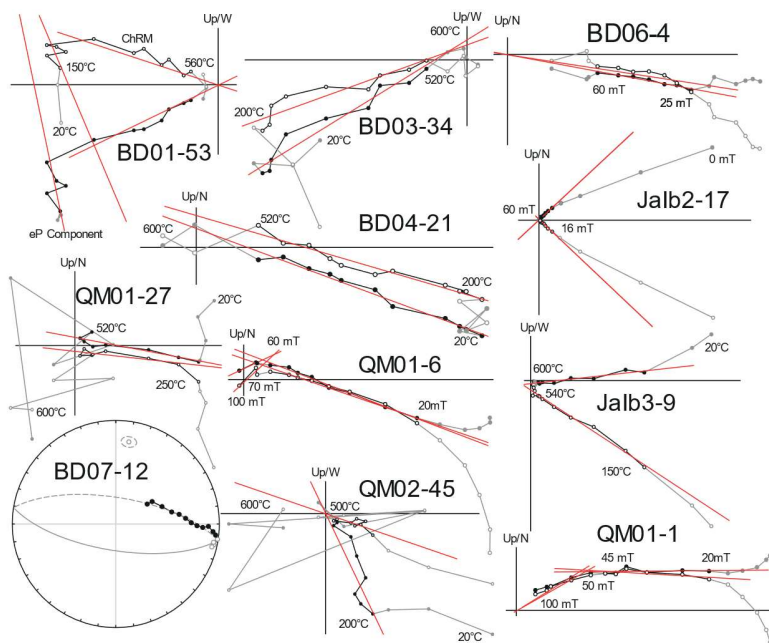 Up/W
ChRM
560°C
150°C
20°C
BD01-53
eP Component
Up/W
600°C
520°C
200°C
20°C
BD03-34
Up/N
BD06-4
60 mT
25 mT
Up/N
0 mT
Jalb2-17
60 mT
16 mT
Up/N
520°C
BD04-21
600°C
200°C
20°C
Up/N
QM01-27
20°C
520°C
250°C
600°C
Up/N
60 mT
QM01-6
70 mT
100 mT
20mT
Up/W
600°C
20°C
540°C
Jalb3-9
150°C
BD07-12
Up/W
QM02-45
600°C
500°C
200°C
20°C
QM01-1
Up/N
45 mT
20mT
50 mT
100 mT